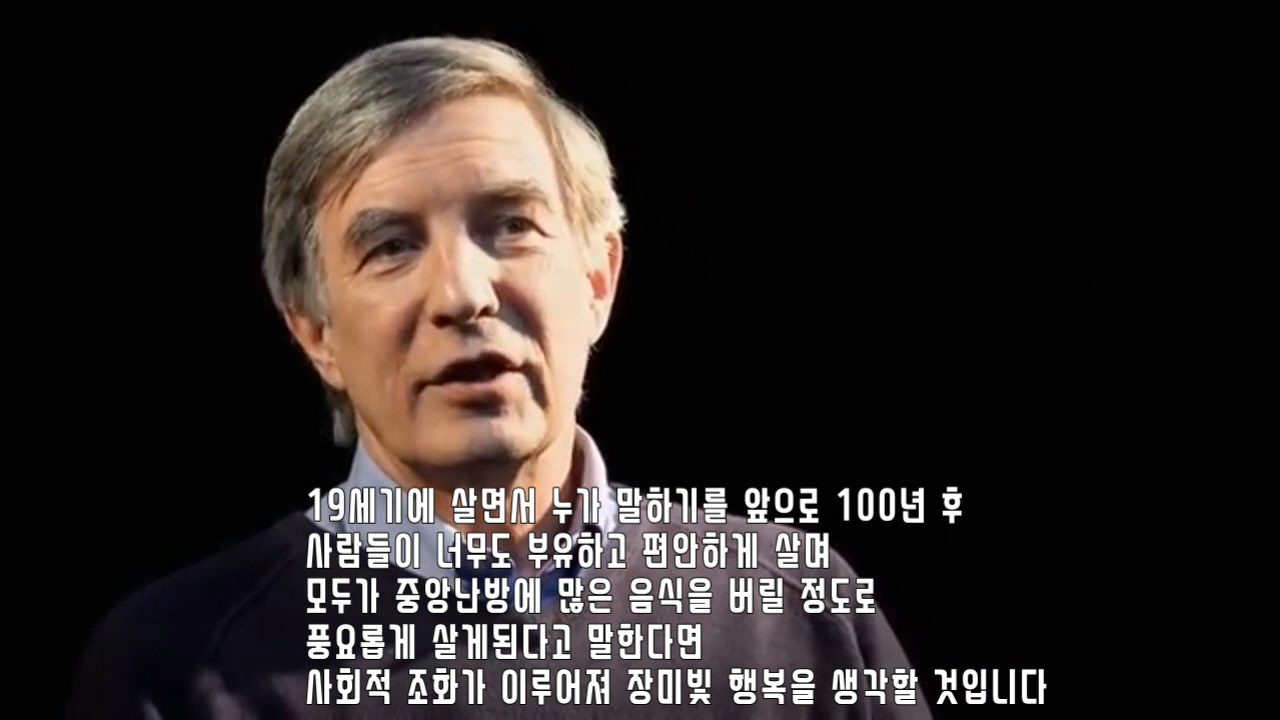 19세기에 살면서 누가 말하기를 앞으로 100년 후
사람들이 너무도 부유하고 편안하게 살며
모두가 중앙난방에 많은 음식을 버릴 정도로
풍요롭게 살게된다고 말한다면
사회적 조화가 이루어져 장미빛 행복을 생각할 것입니다